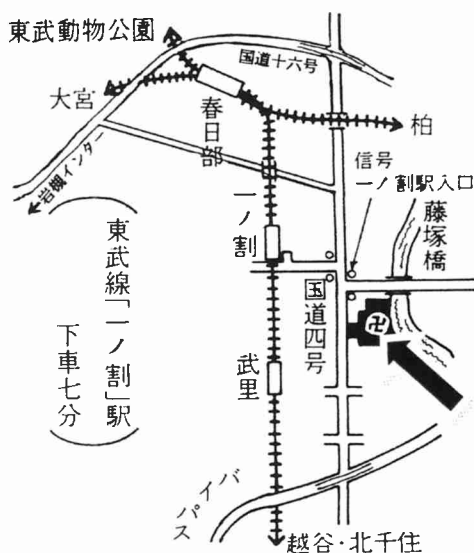 東武動物公園
国道十六号
大宮
春日部
柏
岩槻インター
信号
一ノ割駅入口
藤塚橋
一ノ割
国道四号
東武線「一ノ割」駅
下車七分
武里
卍
バイパス
越谷・北千住